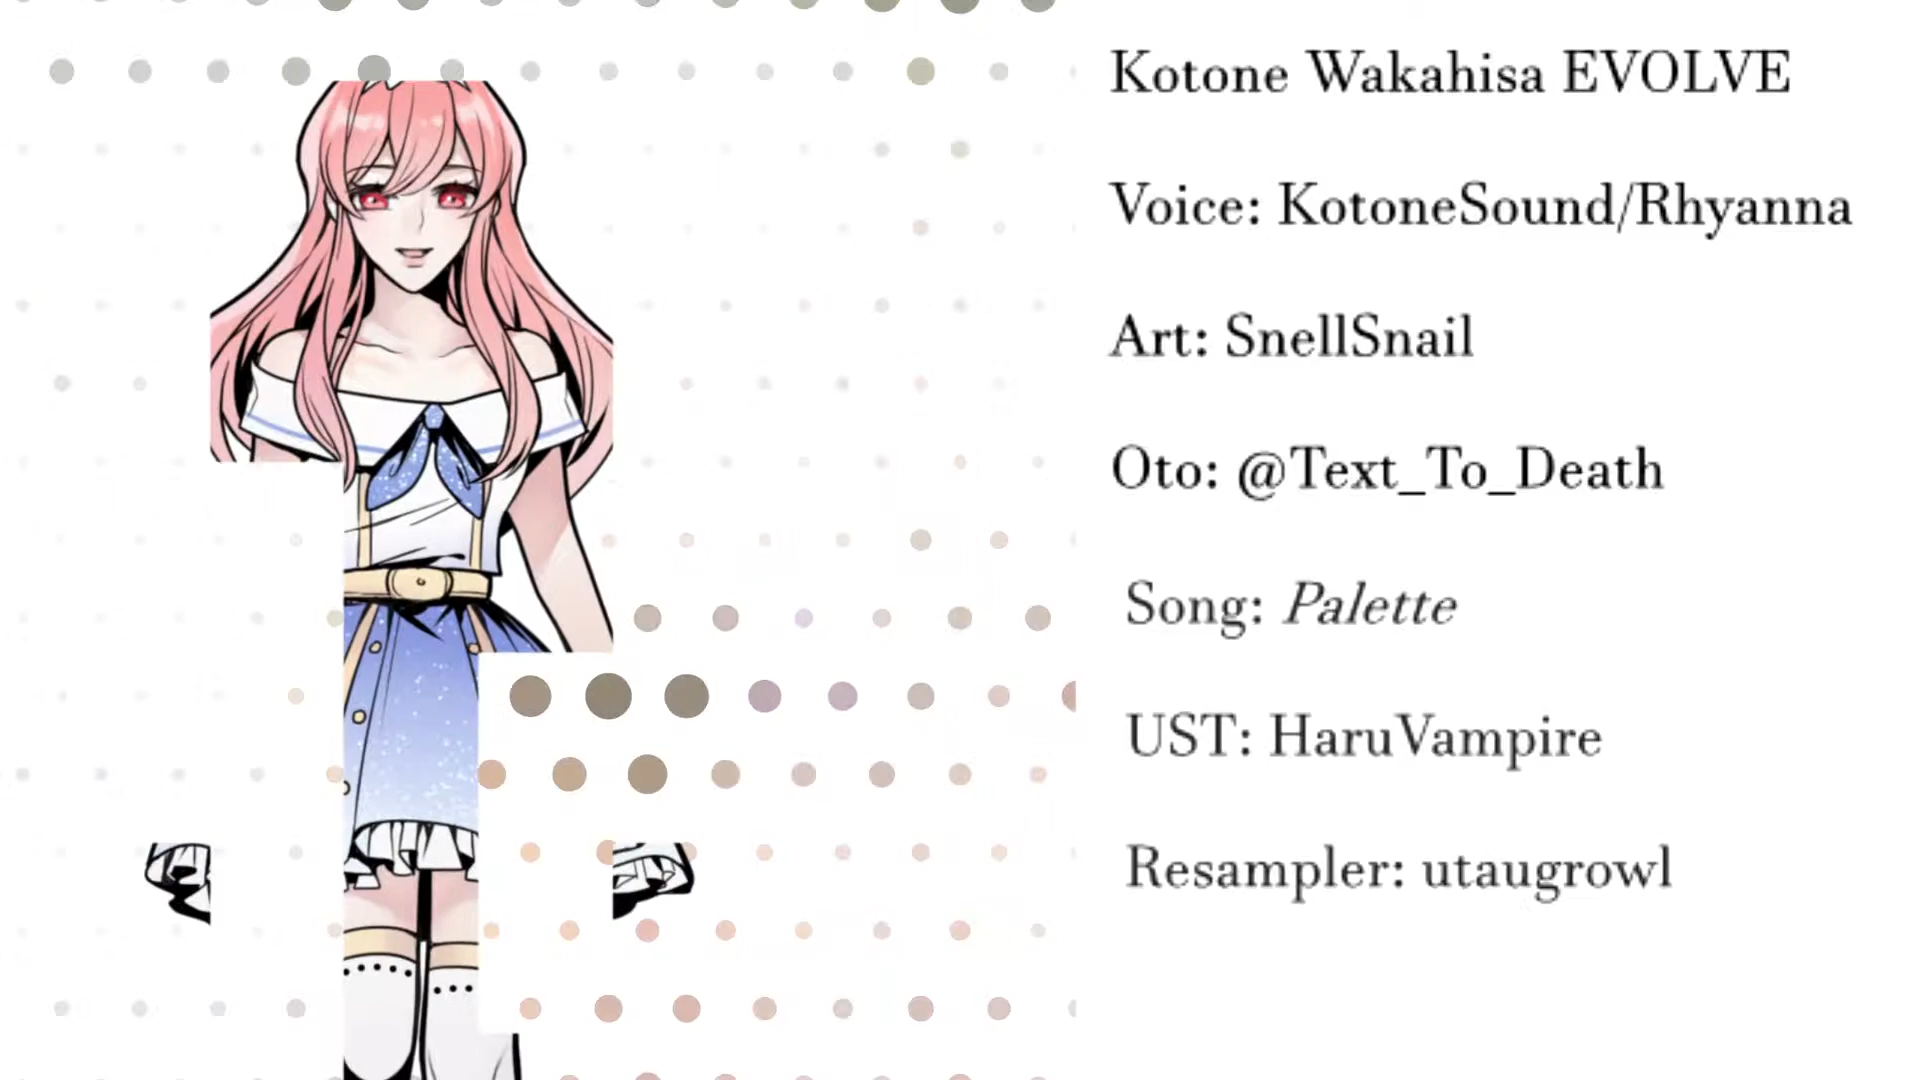 Kotone Wakahisa EVOLVE
Voice: KotoneSound/Rhyanna
Art: SnellSnail
Oto: @Text_To_Death
Song: Palette
UST: HaruVampire
Resampler: utaugrowl